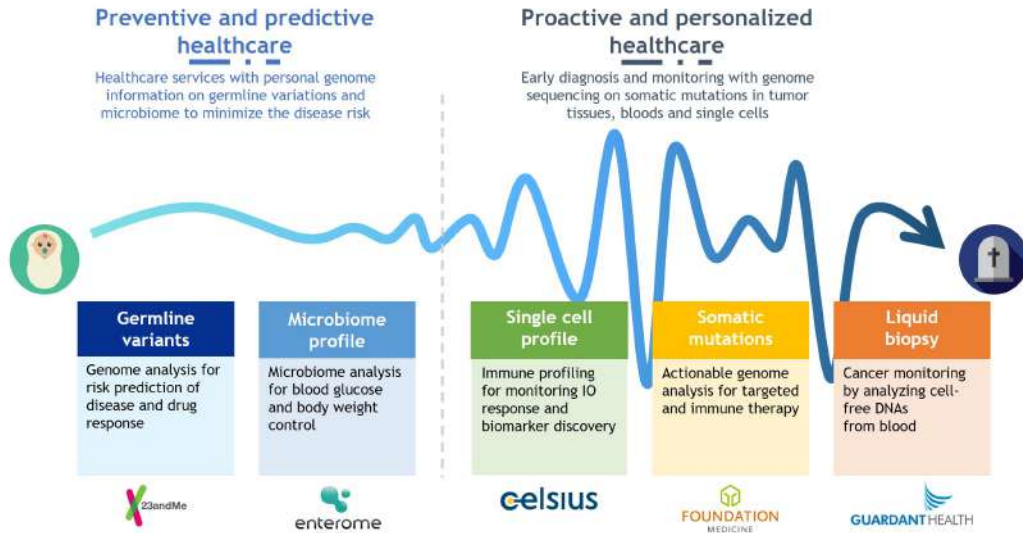 Preventive and predictive
healthcare
Healthcare services with personal genome
information on germline variations and
microbiome to minimize the disease risk
Proactive and personalized
healthcare
Early diagnosis and monitoring with genome
sequencing on somatic mutations in tumor
tissues, bloods and single cells
Germline
variants
Genome analysis for
risk prediction of
disease and drug
response
Microbiome
profile
Microbiome analysis
for blood glucose
and body weight
control
Single cell
profile
Immune profiling
for monitoring IO
response and
biomarker discovery
Somatic
mutations
Actionable genome
analysis for targeted
and immune therapy
Liquid
biopsy
Cancer monitoring
by analyzing cell-
free DNAs
from blood
23andMe
enterome
celsius
FOUNDATION
MEDICINE
GUARDANT HEALTH